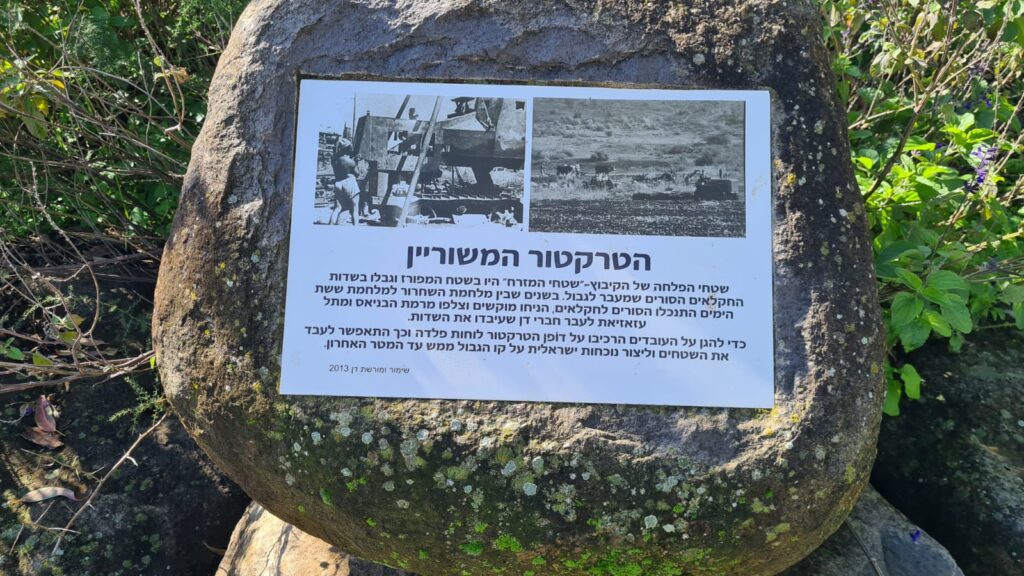 הטרקטור המשוריין
שטחי הפלחה של הקיבוץ-״שטחי המזרח״ היו בשטח המפורז וגבלו בשדות
החקלאים הסורים שמעבר לגבול. בשנים שבין מלחמת השחרור למלחמת ששת
הימים התנכלו הסורים לחקלאים, הניחו מוקשים וצלפו מרמת הבניאס ומתל
עזאזיאת לעבר חברי דן שעיבדו את השדות.
כדי להגן על העובדים הרכיבו על דופן הטרקטור לוחות פלדה וכך התאפשר לעבד
את השטחים וליצור נוכחות ישראלית על קו הגבול ממש עד המטר האחרון.
שימור ומורשת דן 2013